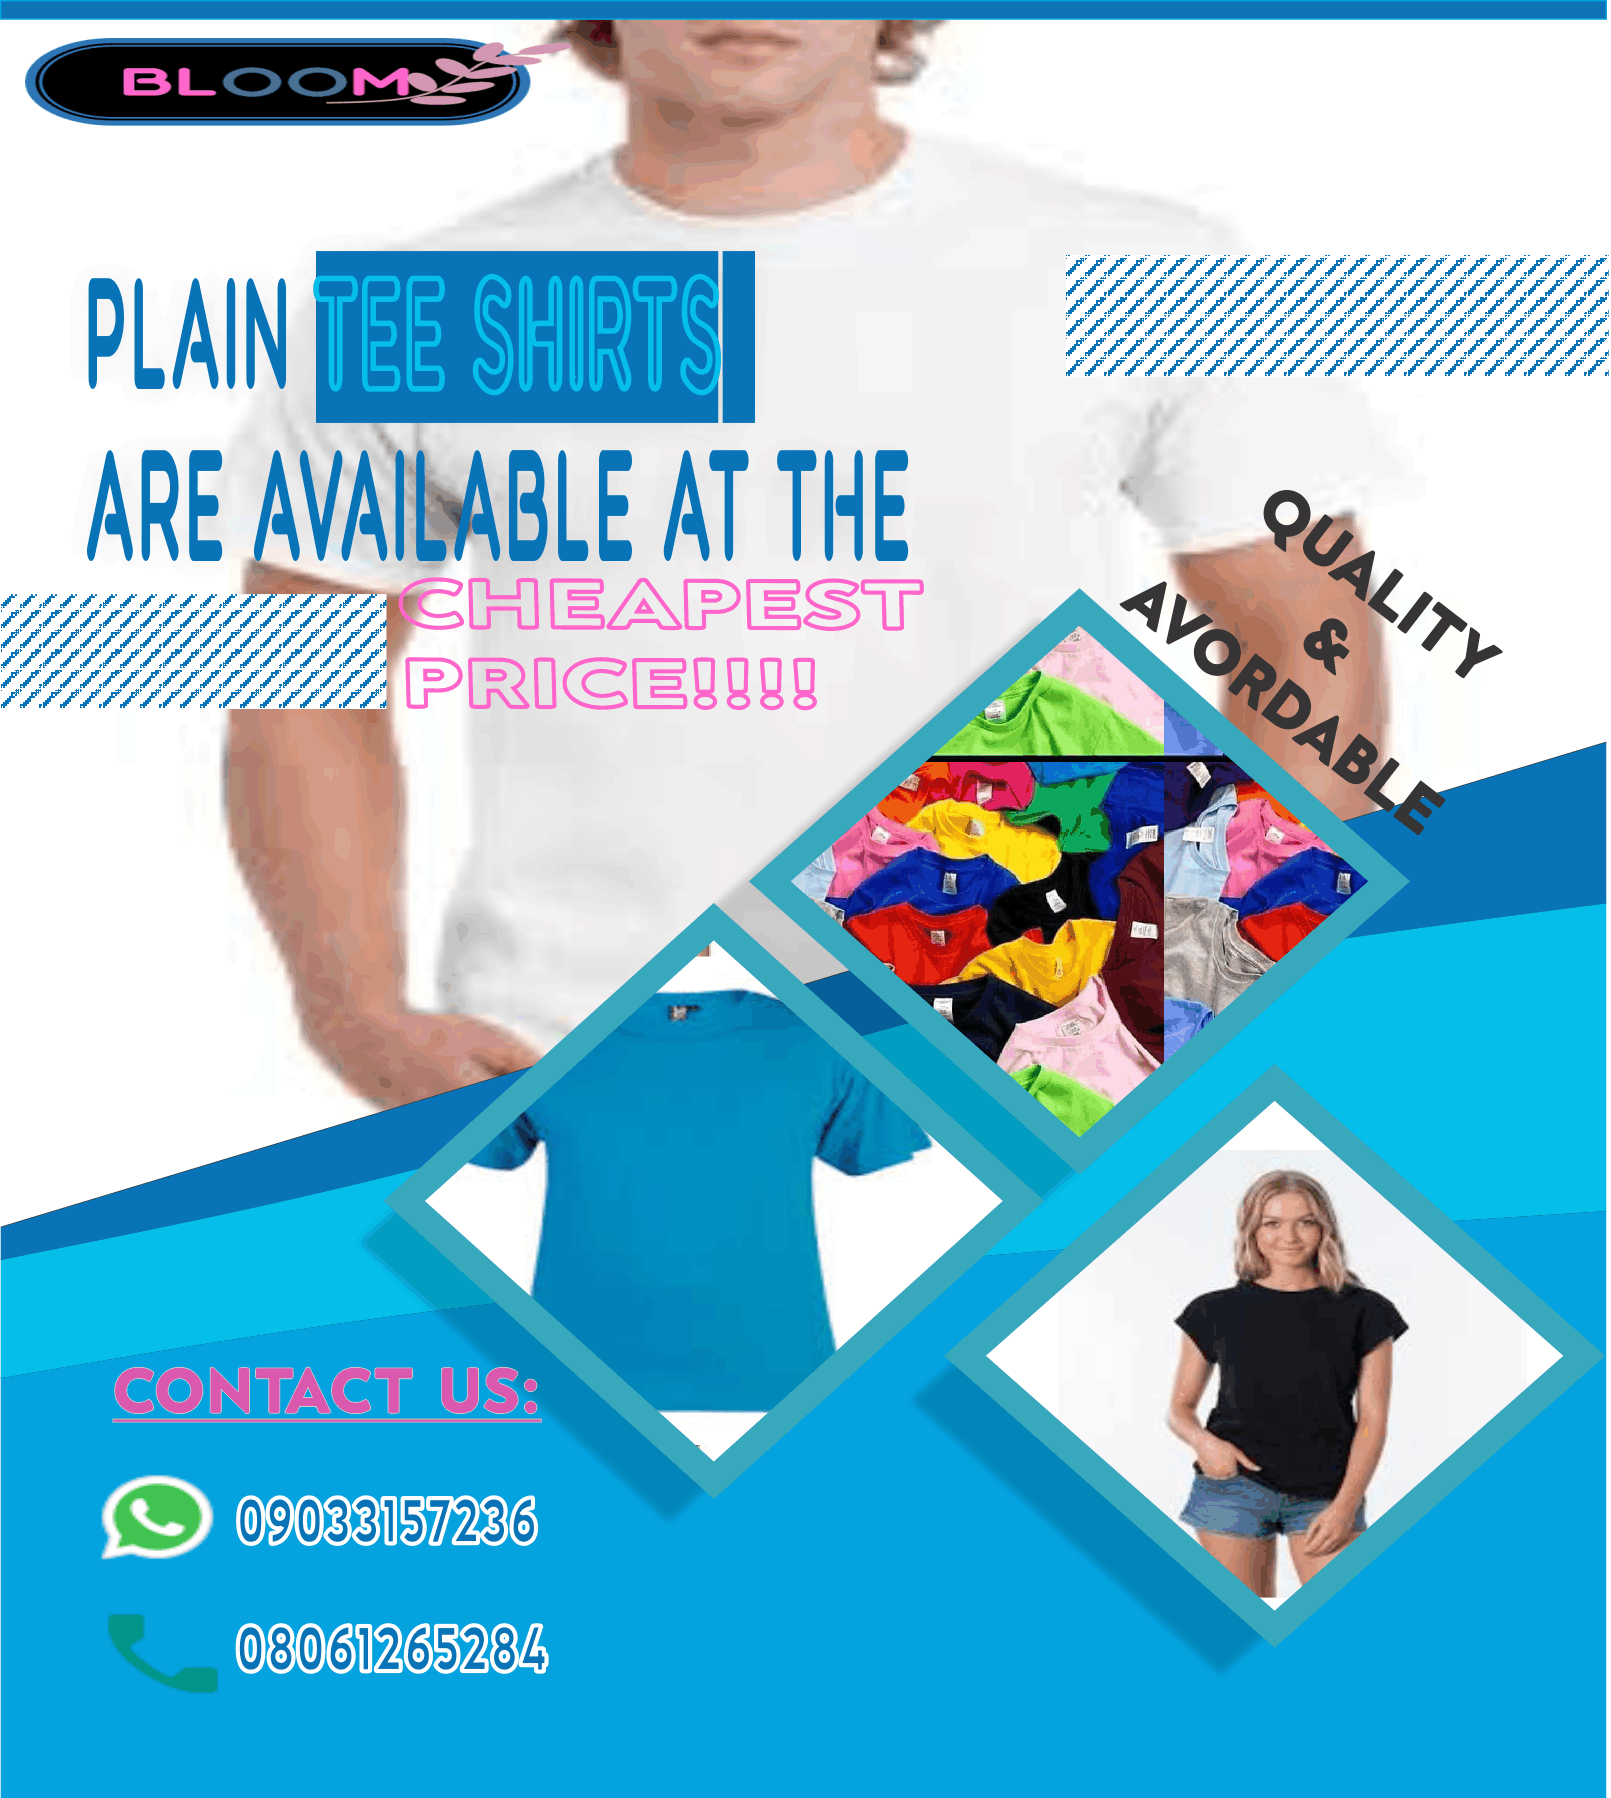 BLOOM
PLAIN TEE SHIRTS
ARE AVAILABLE AT THE
CHEAPEST
PRICE!!!!
QUALITY
&
AVORDABLE
CONTACT US:
09033157236
08061265284